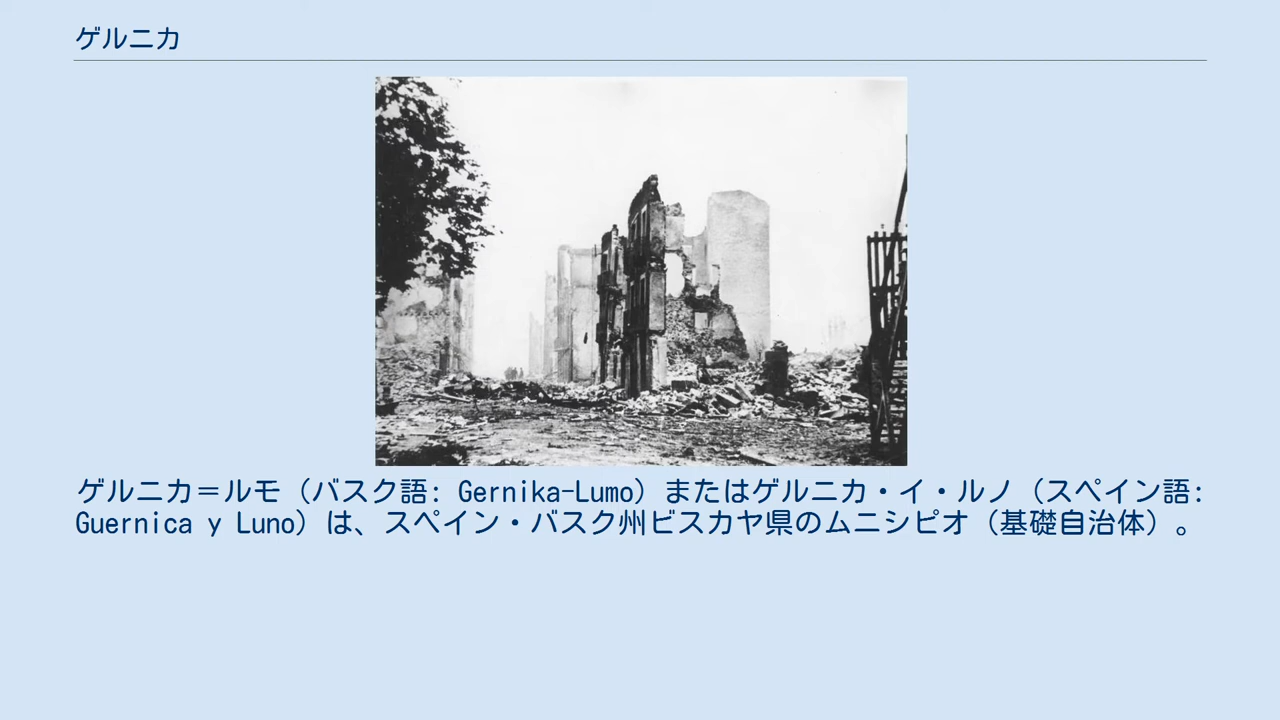 ゲルニカ
ゲルニカ＝ルモ（バスク語: Gernika-Lumo）またはゲルニカ・イ・ルノ（スペイン語:
Guernica y Luno）は、スペイン・バスク州ビスカヤ県のムニシピオ（基礎自治体）。